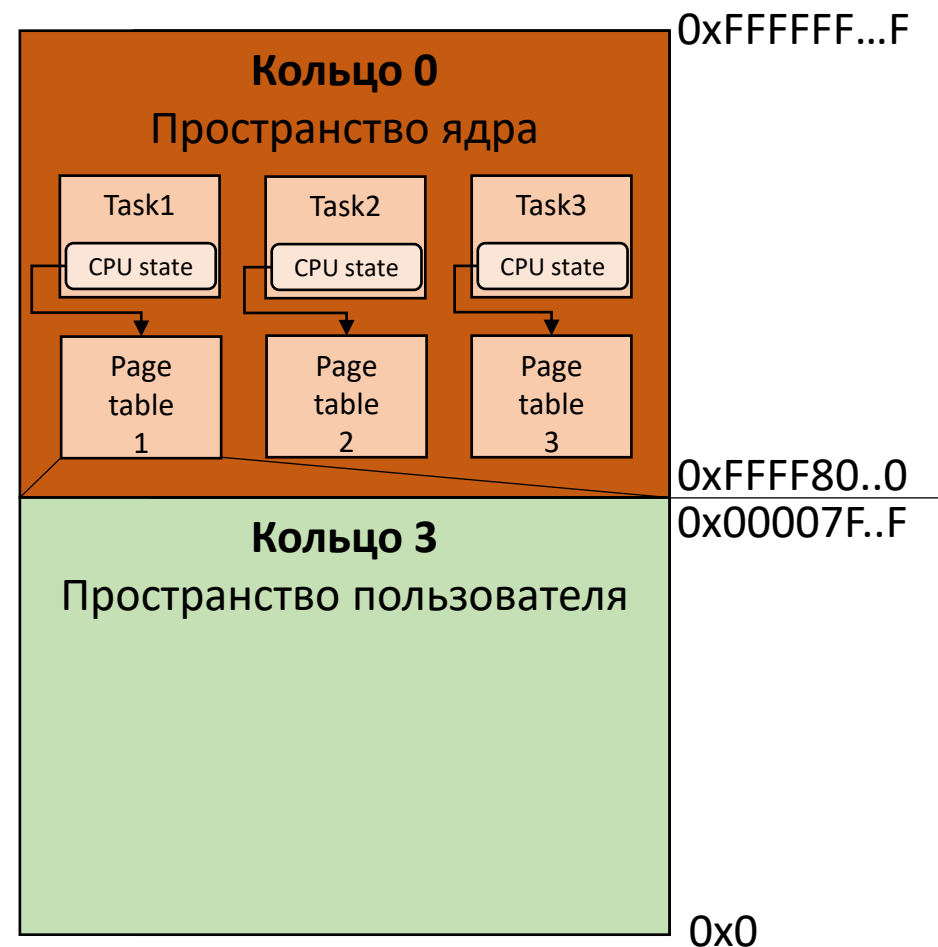 0xFFFFFF...F
Кольцо 0
Пространство ядра
Task1
CPU state
Task2
CPU state
Task3
CPU state
Page
table
1
Page
table
2
Page
table
3
0xFFFF80..0
0x00007F..F
Кольцо 3
Пространство пользователя
0x0